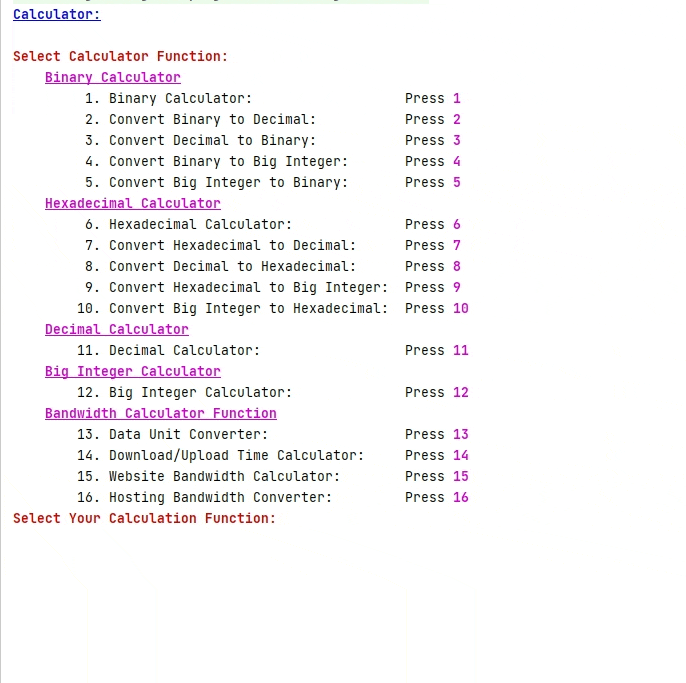 Calculator:
Select Calculator Function:
Binary Calculator
1. Binary Calculator: Press 1
2. Convert Binary to Decimal: Press 2
3. Convert Decimal to Binary: Press 3
4. Convert Binary to Big Integer: Press 4
5. Convert Big Integer to Binary: Press 5
Hexadecimal Calculator
6. Hexadecimal Calculator: Press 6
7. Convert Hexadecimal to Decimal: Press 7
8. Convert Decimal to Hexadecimal: Press 8
9. Convert Hexadecimal to Big Integer: Press 9
10. Convert Big Integer to Hexadecimal: Press 10
Decimal Calculator
11. Decimal Calculator: Press 11
Big Integer Calculator
12. Big Integer Calculator: Press 12
Bandwidth Calculator Function
13. Data Unit Converter: Press 13
14. Download/Upload Time Calculator: Press 14
15. Website Bandwidth Calculator: Press 15
16. Hosting Bandwidth Converter: Press 16
Select Your Calculation Function: